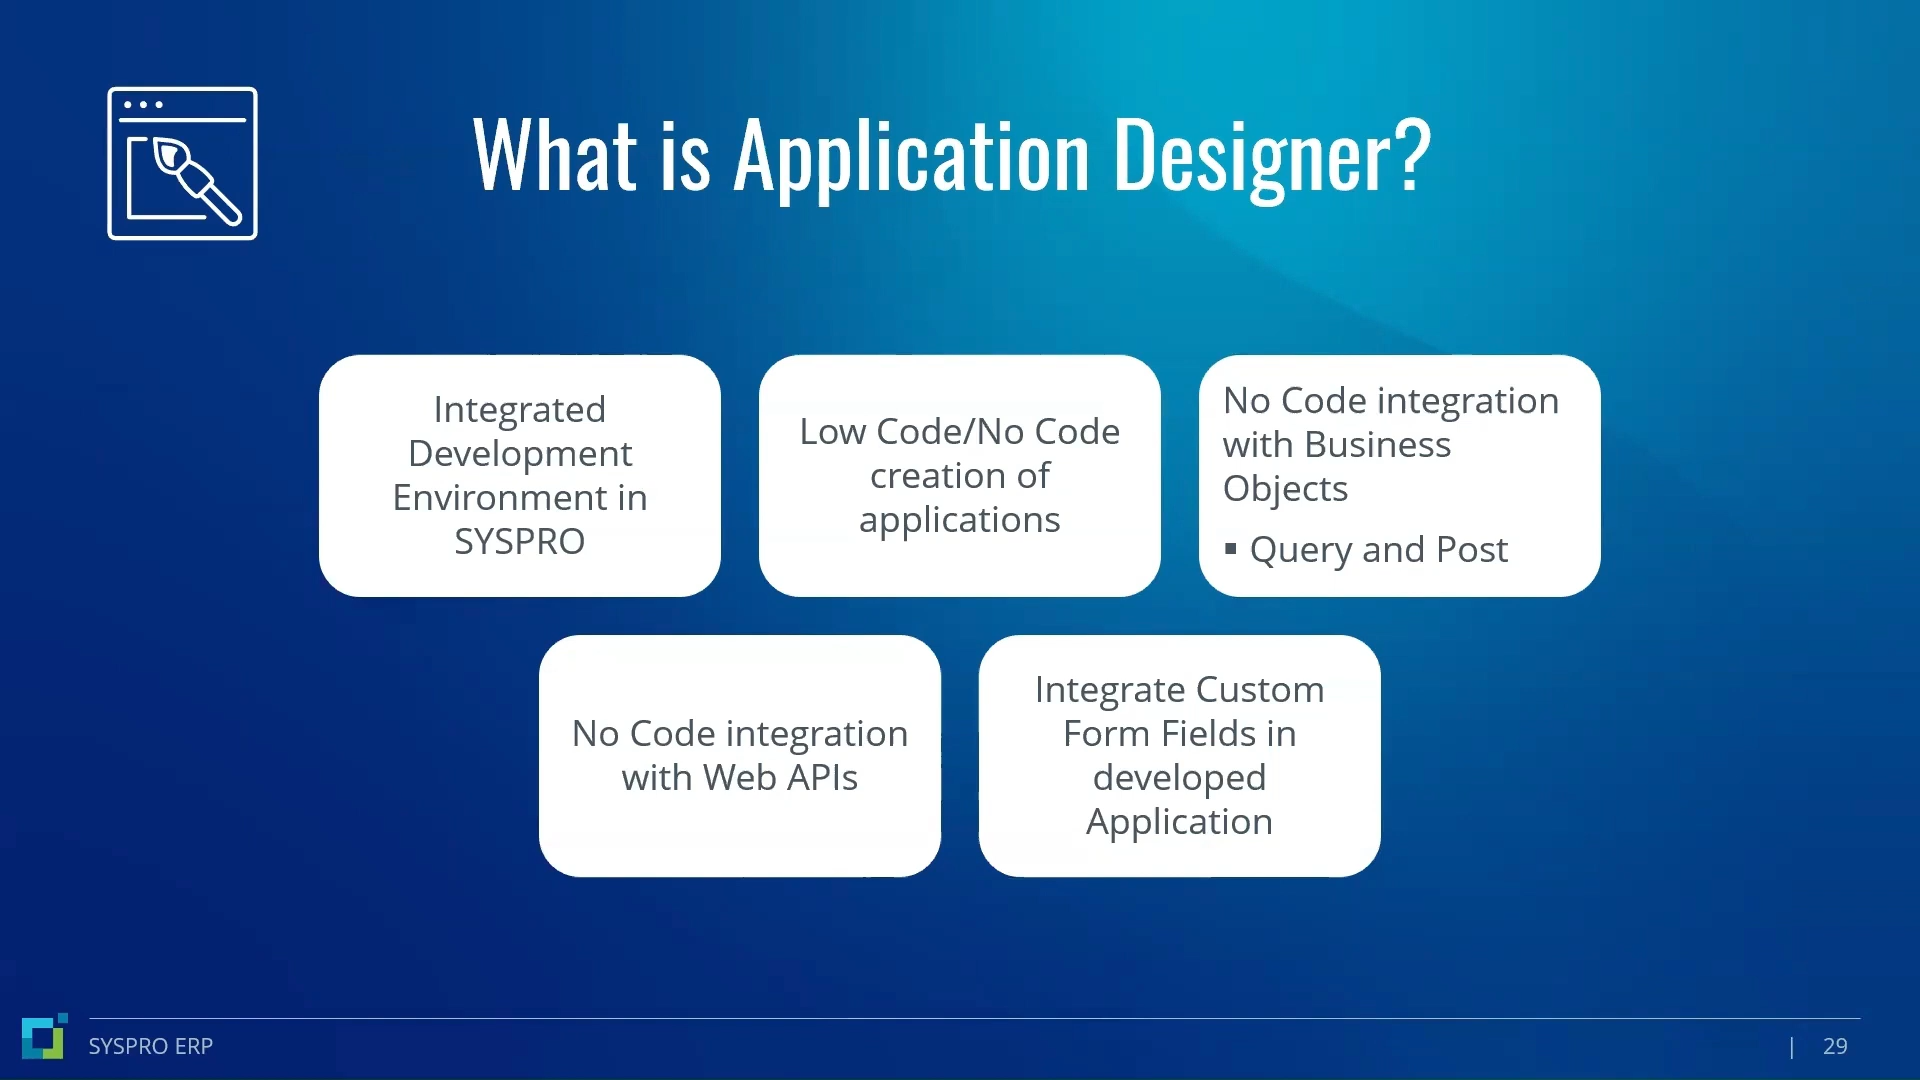 What is Application Designer?
Integrated
Development
Environment in
SYSPRO
Low Code/No Code
creation of
applications
No Code integration
with Business
Objects
▪ Query and Post
No Code integration
with Web APIs
Integrate Custom
Form Fields in
developed
Application
SYSPRO ERP
| 29